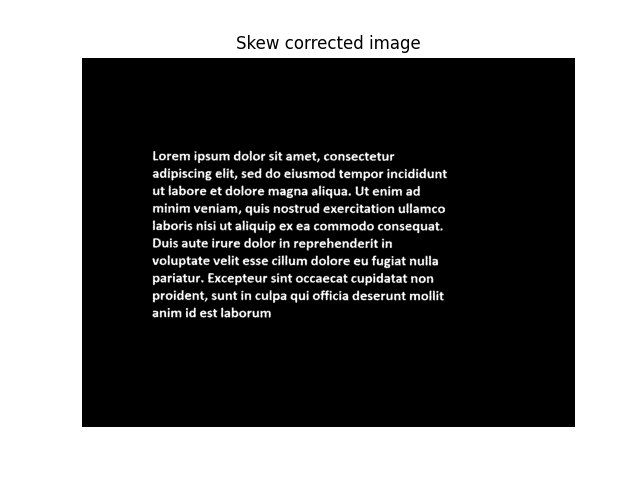 Skew corrected image
Lorem ipsum dolor sit amet, consectetur
adipiscing elit, sed do eiusmod tempor incididunt
ut labore et dolore magna aliqua. Ut enim ad
minim veniam, quis nostrud exercitation ullamco
laboris nisi ut aliquip ex ea commodo consequat.
Duis aute irure dolor in reprehenderit in
voluptate velit esse cillum dolore eu fugiat nulla
pariatur. Excepteur sint occaecat cupidatat non
proident, sunt in culpa qui officia deserunt mollit
anim id est laborum